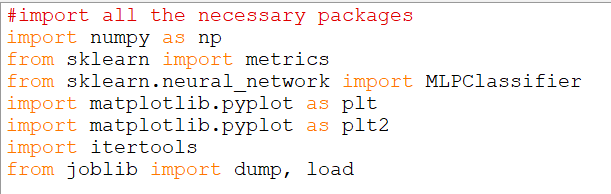 #import all the necessary packages
import numpy as np
from sklearn import metrics
from sklearn.neural_network import MLPClassifier
import matplotlib.pyplot as plt
import matplotlib.pyplot as plt2
import itertools
from joblib import dump, load